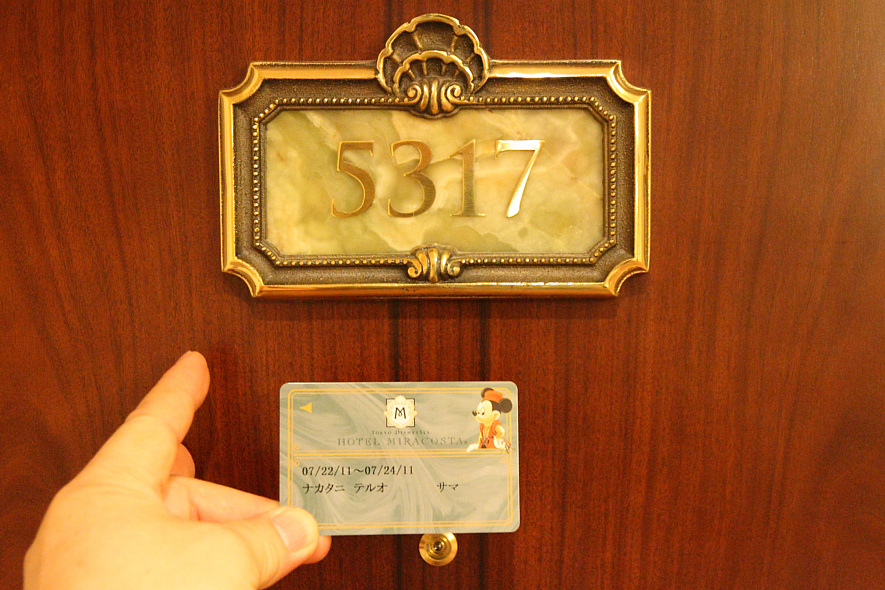 5317
M
TOKYO DISNEYSEA
HOTEL MIRACOSTA
07/22/11～07/24/11
ナカタニ テルオ サマ